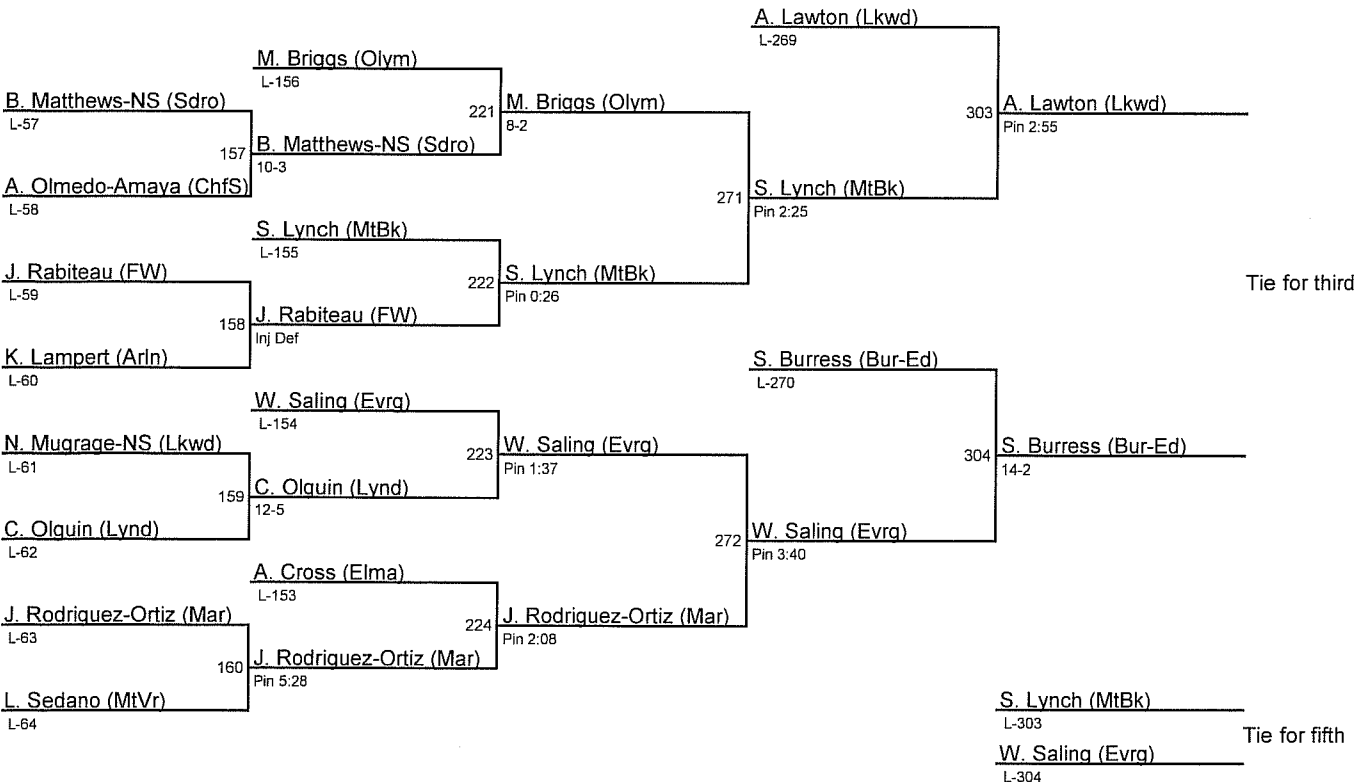 A. Lawton (Lkwd)
L-269
M. Briggs (Olym)
L-156
B. Matthews-NS (Sdro)
L-57
221
M. Briggs (Olym)
8-2
303
A. Lawton (Lkwd)
Pin 2:55
157
B. Matthews-NS (Sdro)
10-3
A. Olmedo-Amaya (ChfS)
L-58
271
S. Lynch (MtBk)
Pin 2:25
S. Lynch (MtBk)
L-155
J. Rabiteau (FW)
L-59
222
S. Lynch (MtBk)
Pin 0:26
Tie for third
158
J. Rabiteau (FW)
Inj Def
K. Lampert (Arln)
L-60
S. Burress (Bur-Ed)
L-270
W. Saling (Evrg)
L-154
N. Mugrage-NS (Lkwd)
L-61
223
W. Saling (Evrg)
Pin 1:37
304
S. Burress (Bur-Ed)
14-2
159
C. Olguin (Lynd)
12-5
C. Olguin (Lynd)
L-62
272
W. Saling (Evrg)
Pin 3:40
A. Cross (Elma)
L-153
J. Rodriguez-Ortiz (Mar)
L-63
224
J. Rodriguez-Ortiz (Mar)
Pin 2:08
160
J. Rodriguez-Ortiz (Mar)
Pin 5:28
L. Sedano (MtVr)
L-64
S. Lynch (MtBk)
L-303
Tie for fifth
W. Saling (Evrg)
L-304